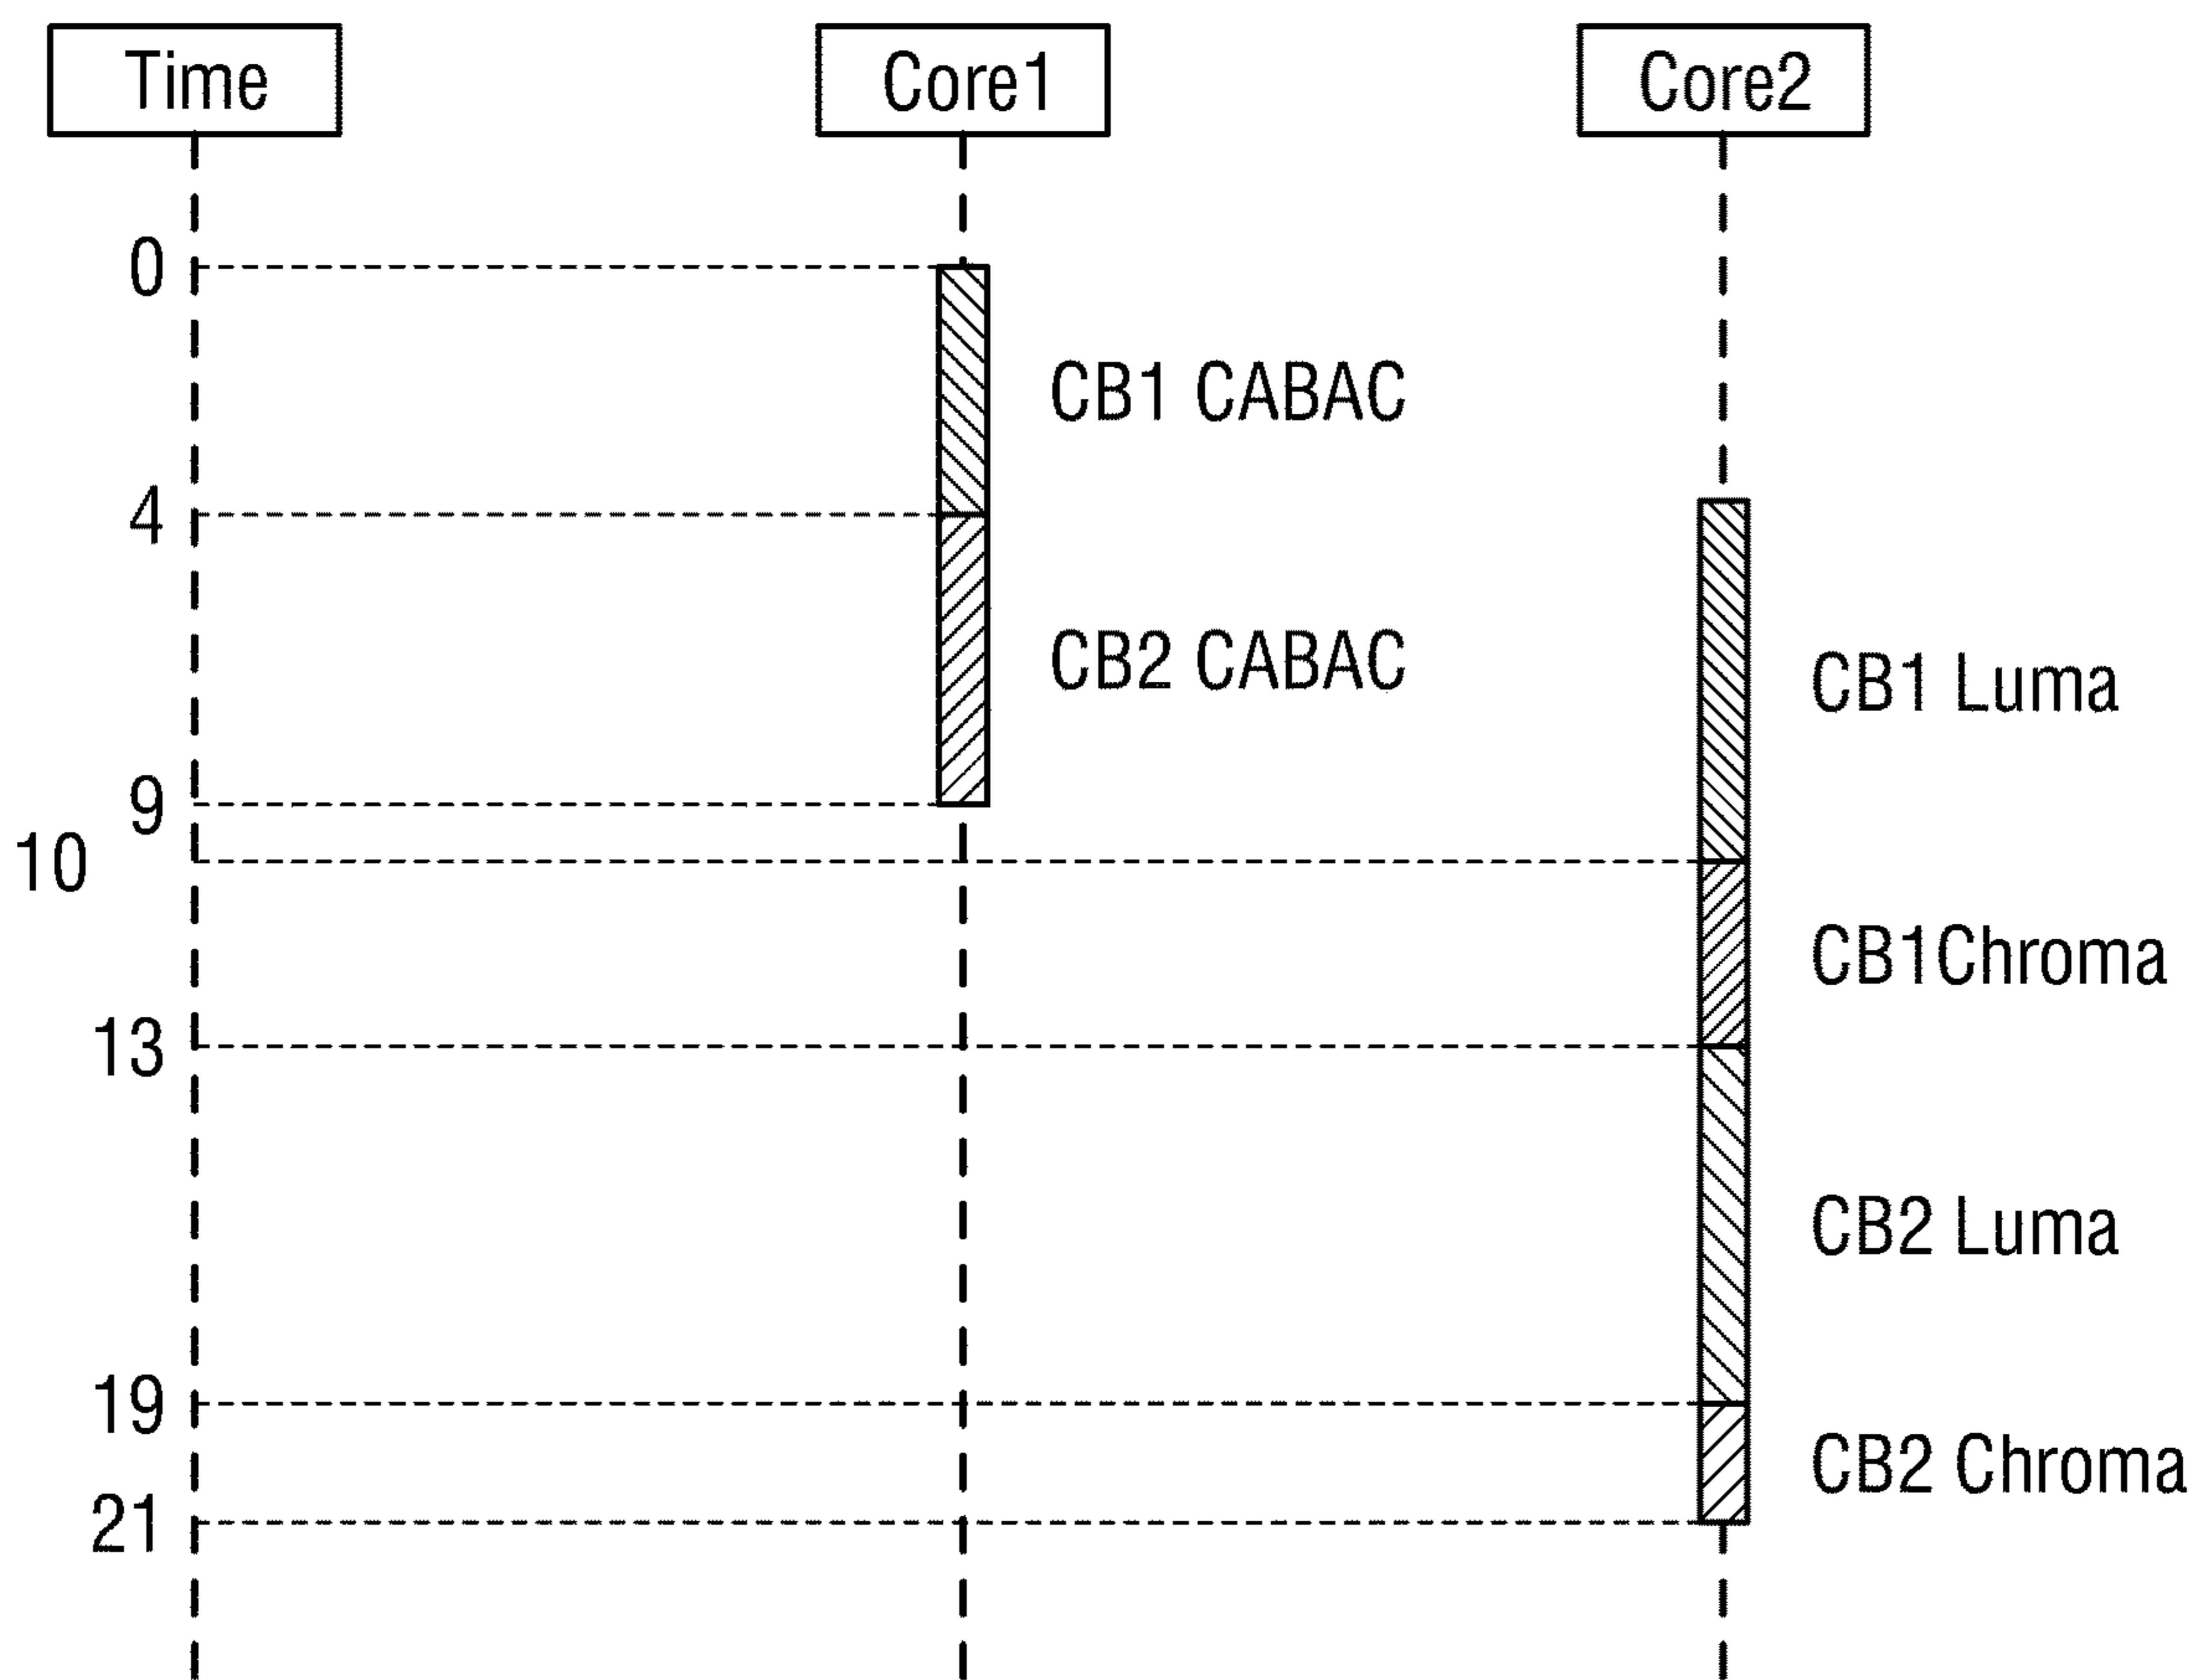 Time Core1 Core2
0
CB1 CABAC
4
CB2 CABAC
CB1 Luma
9
10
CB1Chroma
13
CB2 Luma
19
CB2 Chroma
21